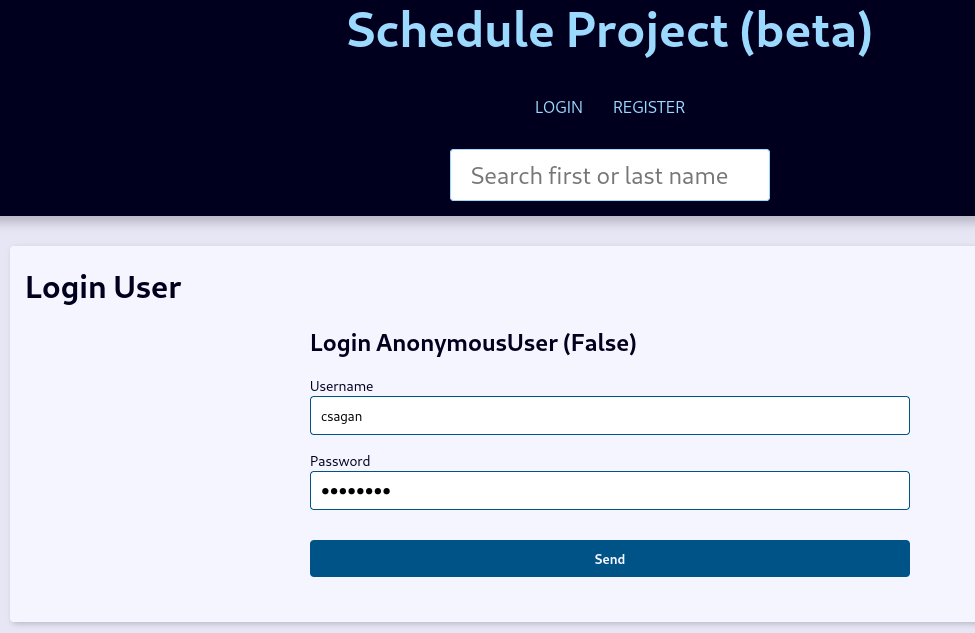 Schedule Project (beta)
LOGIN REGISTER
Search first or last name
Login User
Login AnonymousUser (False)
Username
csagan
Password
••••••••
Send